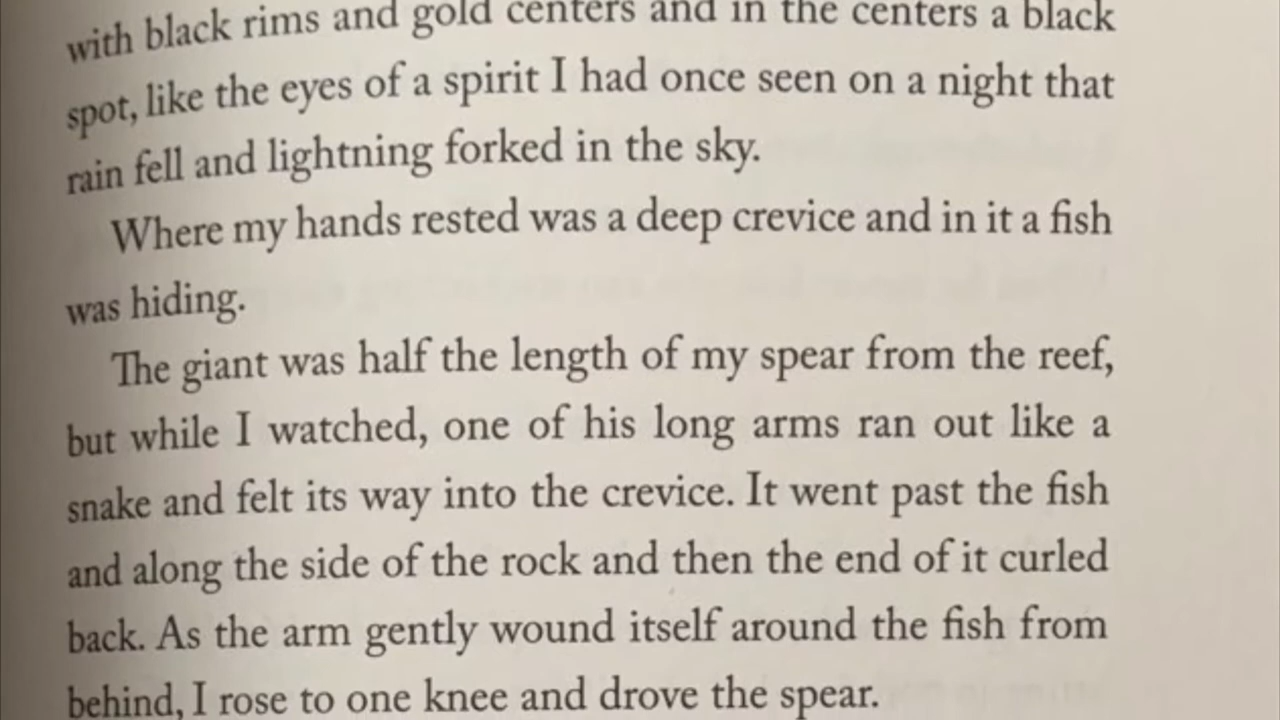 with black rims and gold centers and in the centers a black
spot, like the eyes of a spirit I had once seen on a night that
rain fell and lightning forked in the sky.
Where my hands rested was a deep crevice and in it a fish
was hiding.
The giant was half the length of my spear from the reef,
but while I watched, one of his long arms ran out like a
snake and felt its way into the crevice. It went past the fish
and along the side of the rock and then the end of it curled
back. As the arm gently wound itself around the fish from
behind, I rose to one knee and drove the spear.